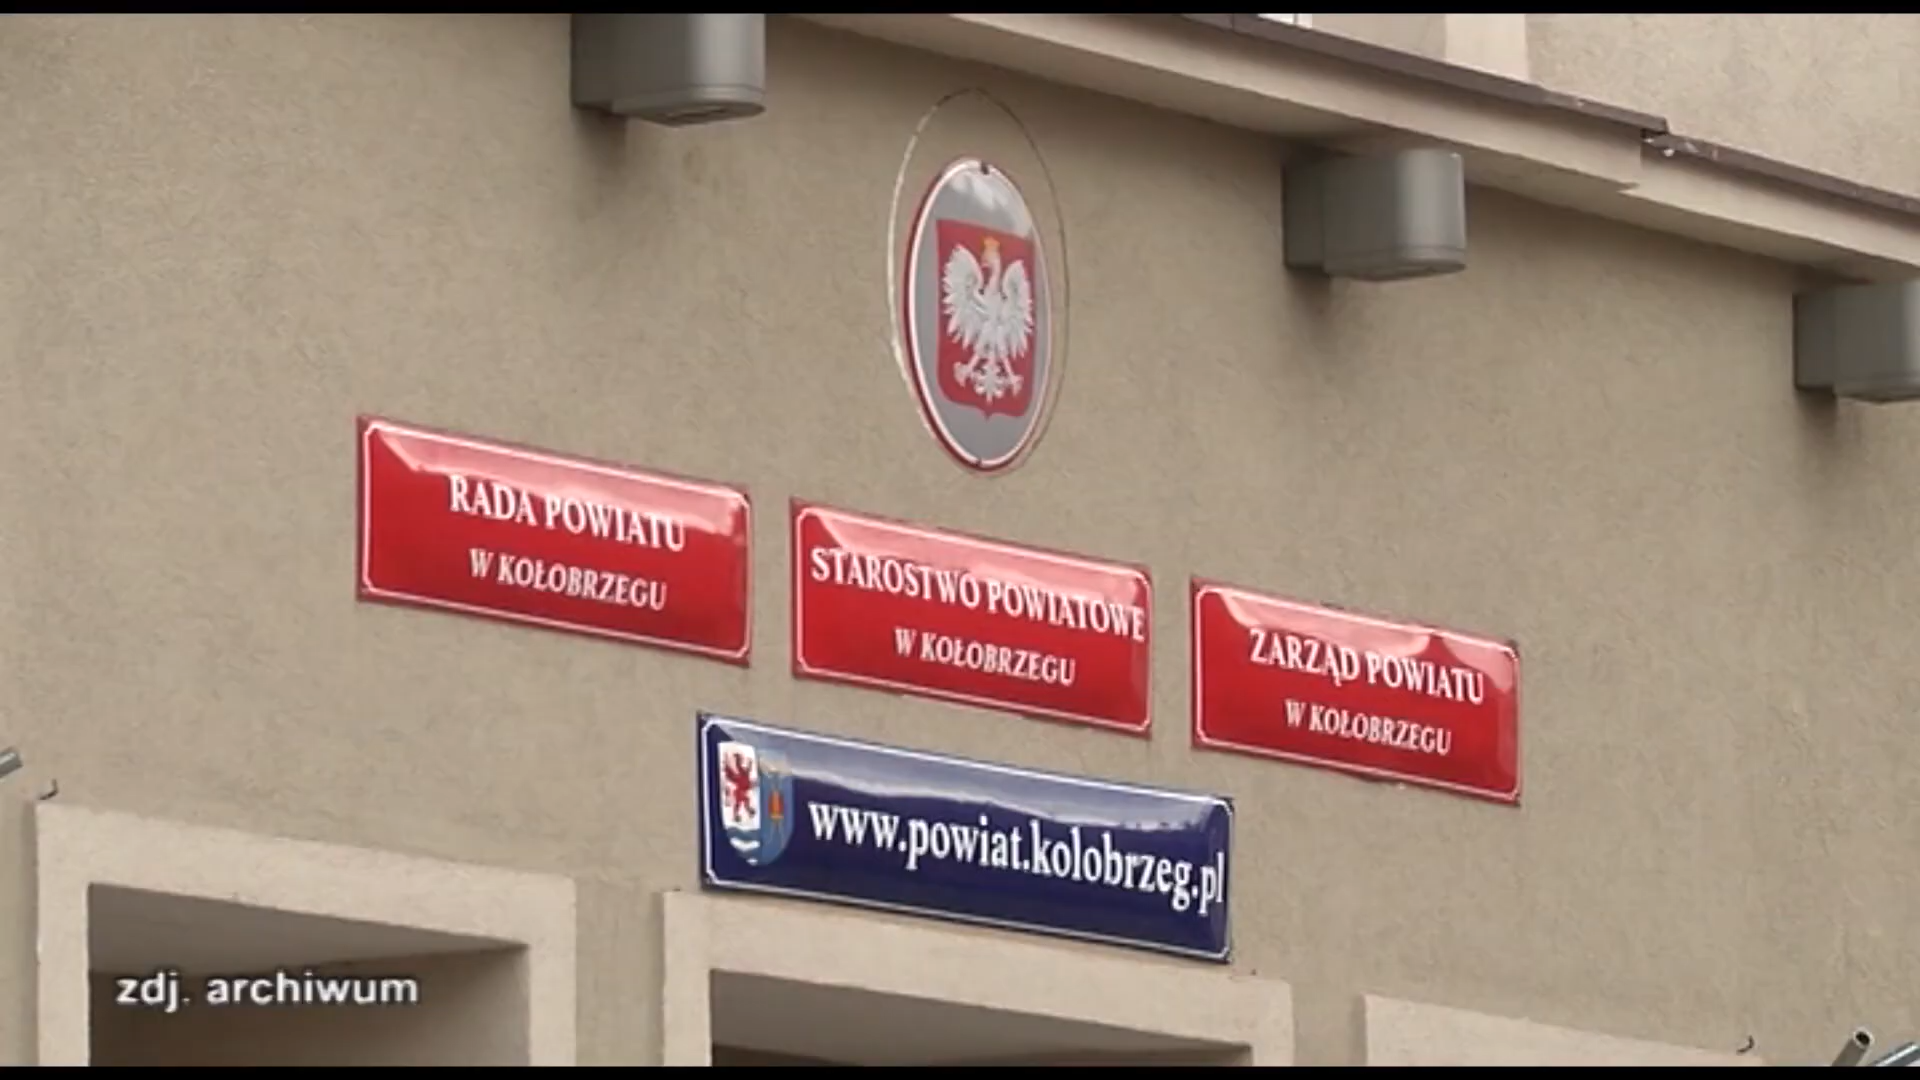 RADA POWIATU
W KOŁOBRZEGU
STAROSTWO POWIATOWE
W KOŁOBRZEGU
ZARZĄD POWIATU
W KOŁOBRZEGU
www.powiat.kolobrzeg.pl
zdj. archiwum